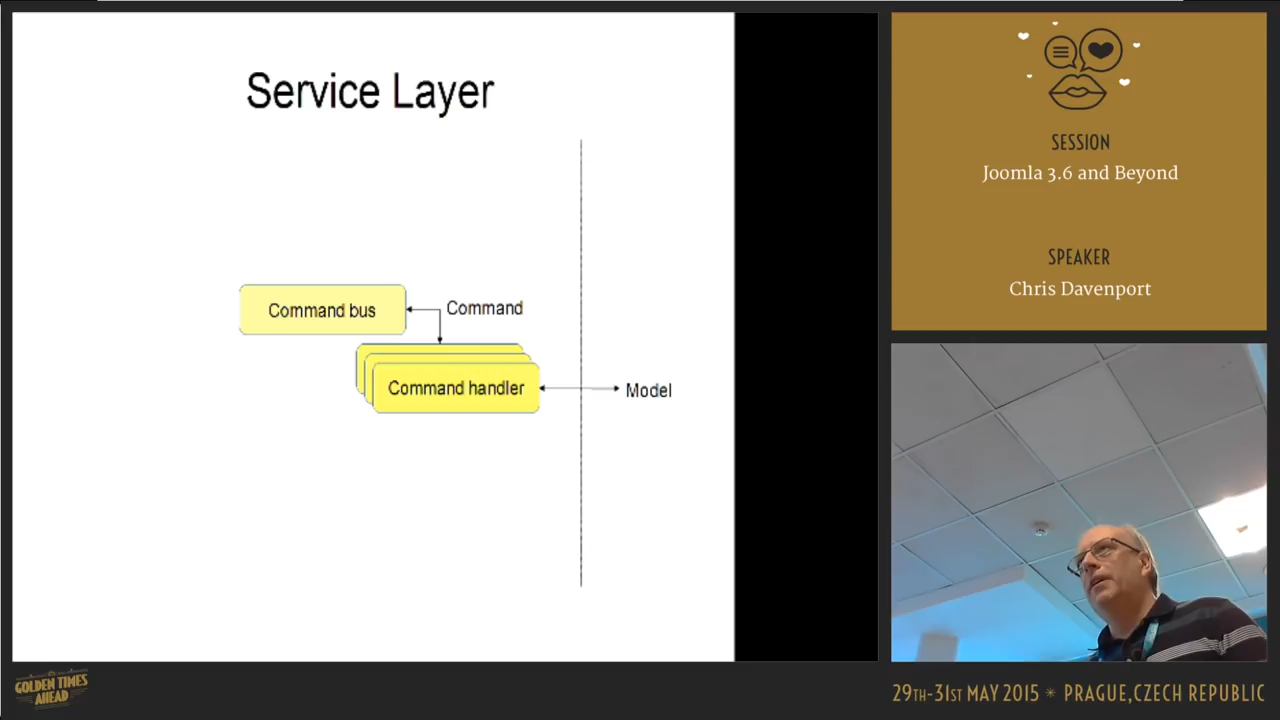 Service Layer
Command bus
Command
Command handler
Model
SESSION
Joomla 3.6 and Beyond
SPEAKER
Chris Davenport
GOLDEN TIMES
AHEAD
29TH-31ST MAY 2015 * PRAGUE, CZECH REPUBLIC